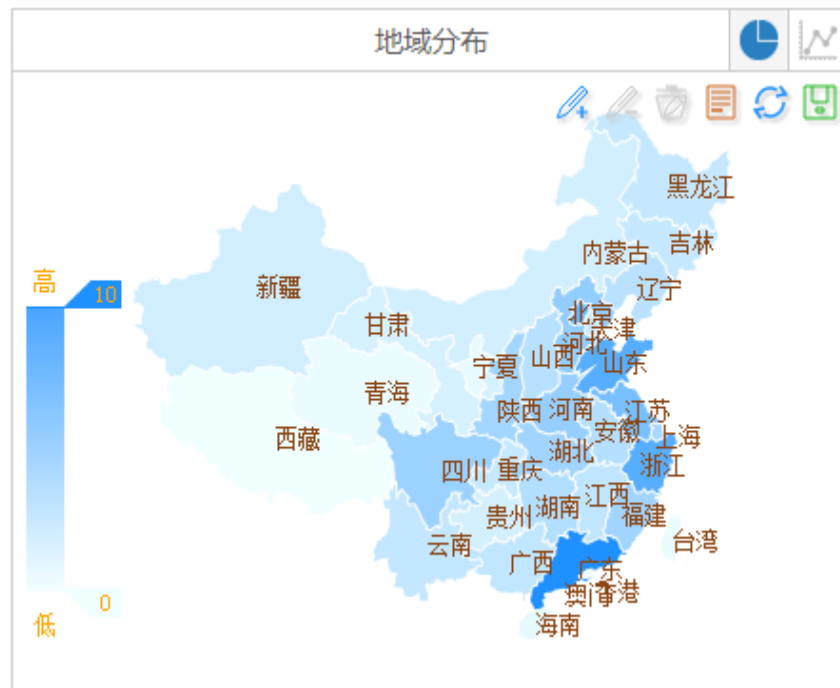 地域分布
黑龙江
吉林
内蒙古
高
新疆
辽宁
10
北京
天津
甘肃
河北
山西
山东
宁夏
青海
陕西
河南
江苏
安徽
上海
西藏
湖北
四川
重庆
浙江
江西
湖南
贵州
福建
台湾
云南
广西
广东
香港
澳门
0
低
海南